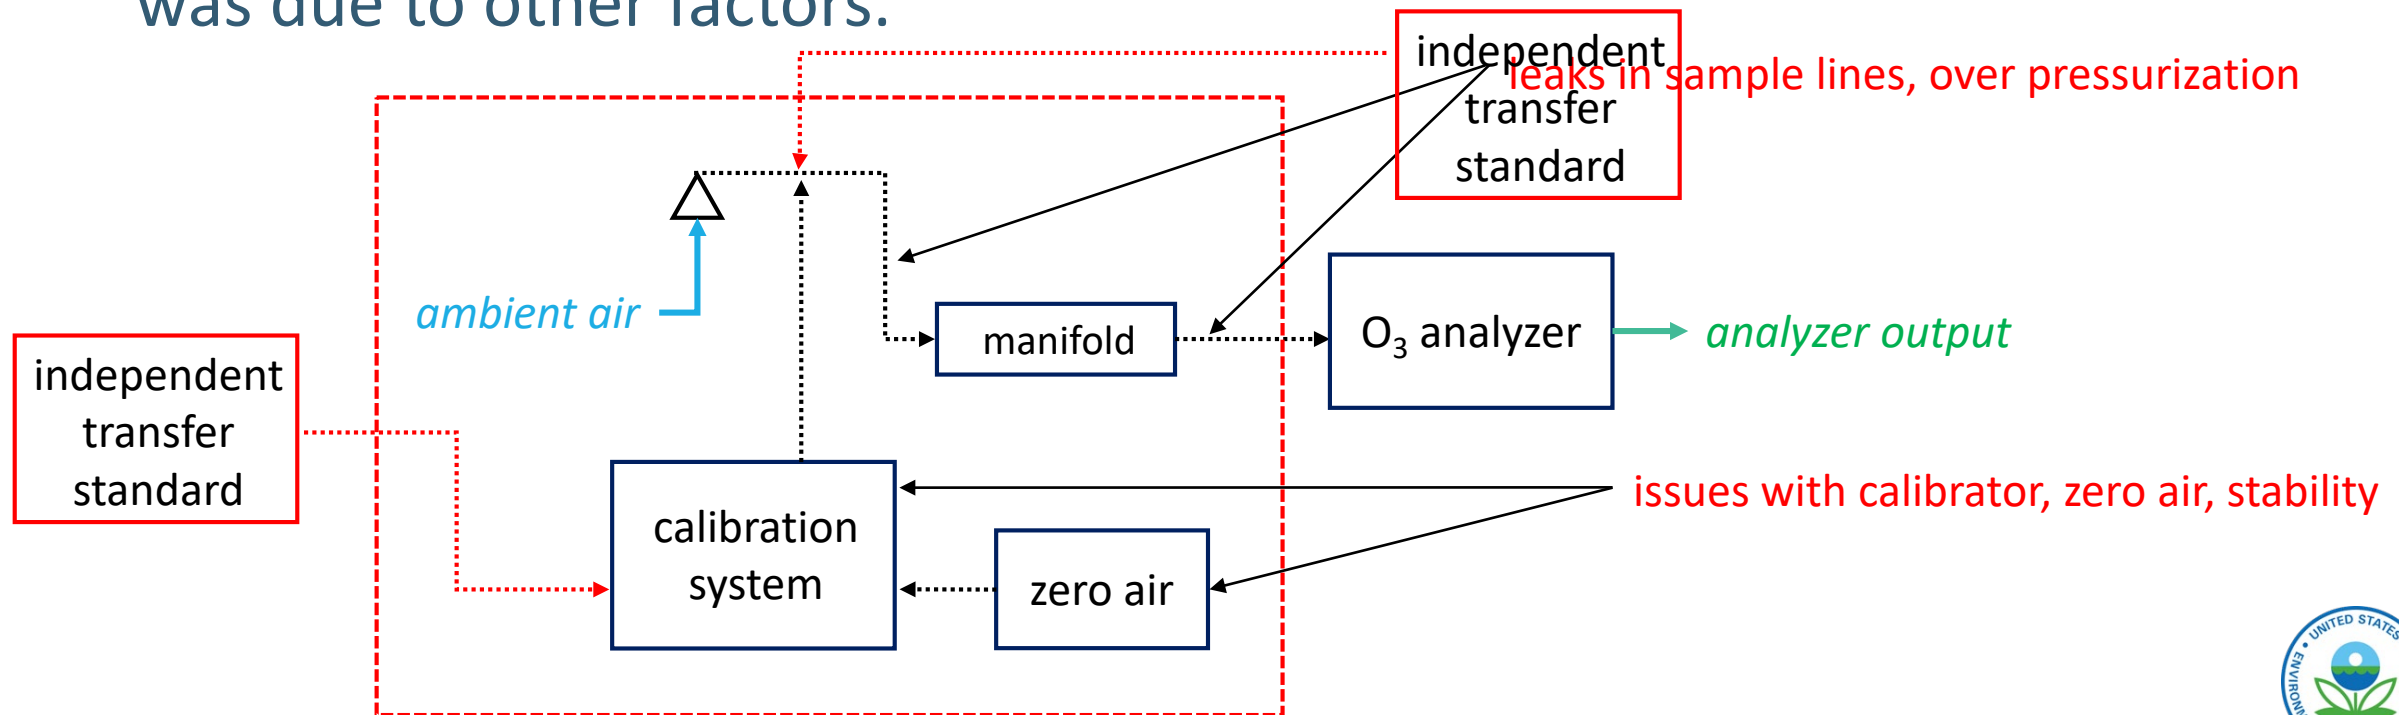 was due to other factors.
independent
transfer
standard
leaks in sample lines, over pressurization
ambient air
manifold
O₃ analyzer
analyzer output
independent
transfer
standard
calibration
system
zero air
issues with calibrator, zero air, stability
UNITED STATES